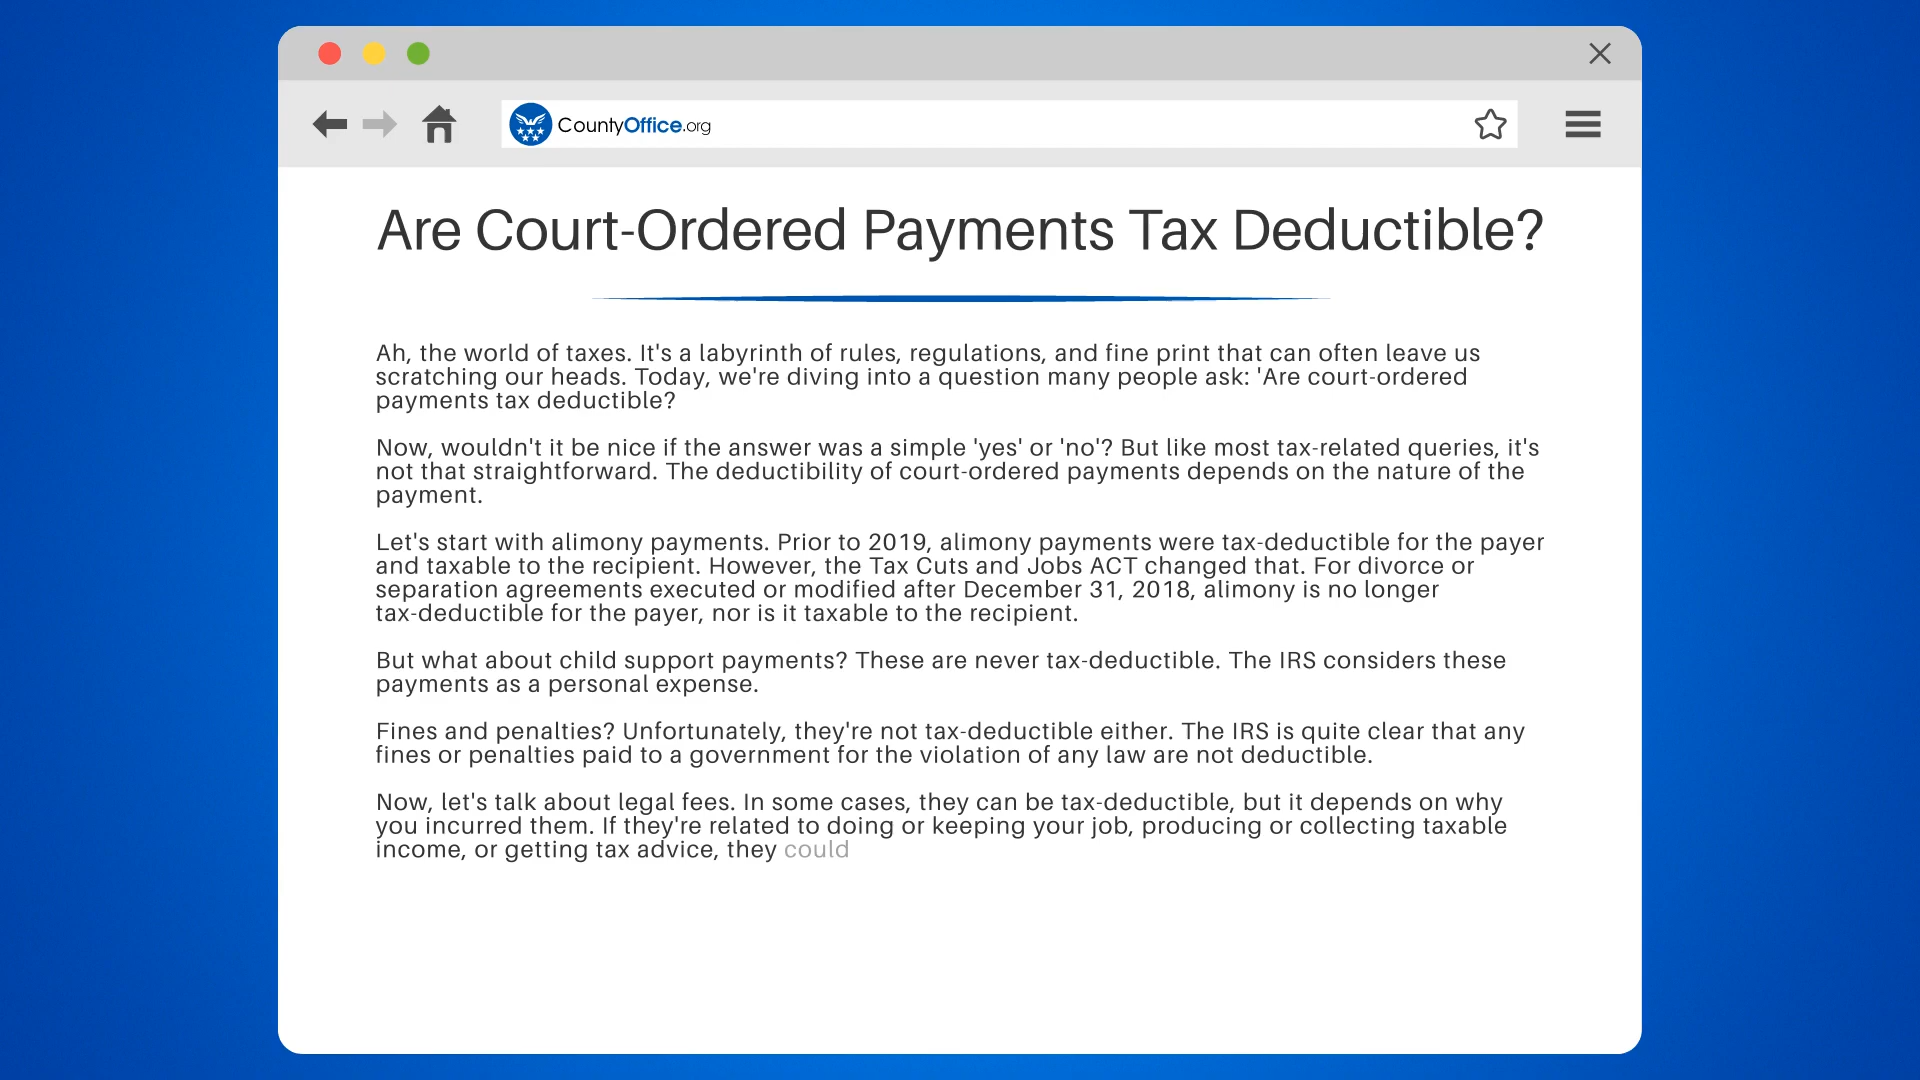 CountyOffice.org
Are Court-Ordered Payments Tax Deductible?
Ah, the world of taxes. It's a labyrinth of rules, regulations, and fine print that can often leave us
scratching our heads. Today, we're diving into a question many people ask: 'Are court-ordered
payments tax deductible?
Now, wouldn't it be nice if the answer was a simple 'yes' or 'no'? But like most tax-related queries, it's
not that straightforward. The deductibility of court-ordered payments depends on the nature of the
payment.
Let's start with alimony payments. Prior to 2019, alimony payments were tax-deductible for the payer
and taxable to the recipient. However, the Tax Cuts and Jobs ACT changed that. For divorce or
separation agreements executed or modified after December 31, 2018, alimony is no longer
tax-deductible for the payer, nor is it taxable to the recipient.
But what about child support payments? These are never tax-deductible. The IRS considers these
payments as a personal expense.
Fines and penalties? Unfortunately, they're not tax-deductible either. The IRS is quite clear that any
fines or penalties paid to a government for the violation of any law are not deductible.
Now, let's talk about legal fees. In some cases, they can be tax-deductible, but it depends on why
you incurred them. If they're related to doing or keeping your job, producing or collecting taxable
income, or getting tax advice, they could